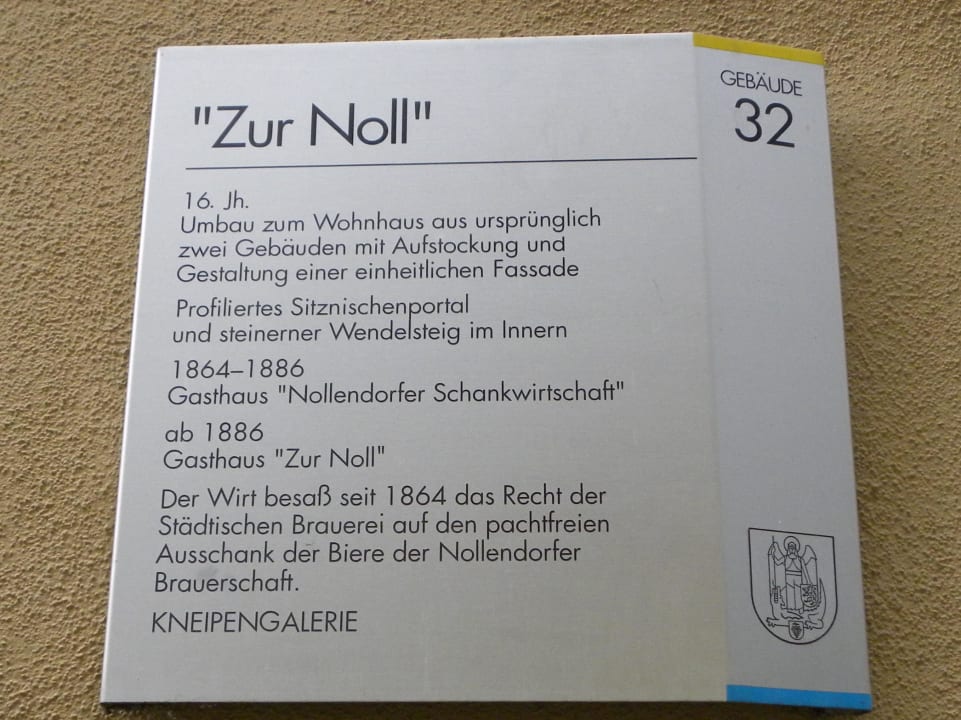 "Zur Noll"
16. Jh.
Umbau zum Wohnhaus aus ursprünglich
zwei Gebäuden mit Aufstockung und
Gestaltung einer einheitlichen Fassade
Profiliertes Sitznischenportal
und steinerner Wendelsteig im Innern
1864–1886
Gasthaus "Nollendorfer Schankwirtschaft"
ab 1886
Gasthaus "Zur Noll"
Der Wirt besaß seit 1864 das Recht der
Städtischen Brauerei auf den pachtfreien
Ausschank der Biere der Nollendorfer
Brauerschaft.
KNEIPENGALERIE
GEBÄUDE
32